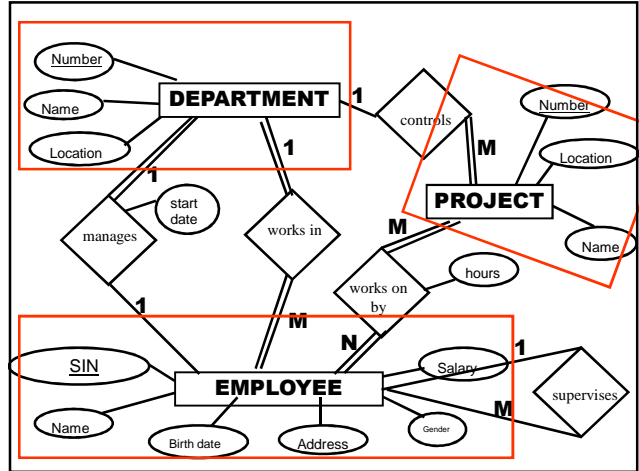 Number
DEPARTMENT
Name
Location
1
controls
Number
1
M
Location
1
PROJECT
start
date
manages
works in
M
Name
hours
works on
by
1
M
N
SIN
EMPLOYEE
Salary
1
supervises
M
Name
Birth date
Address
Gender